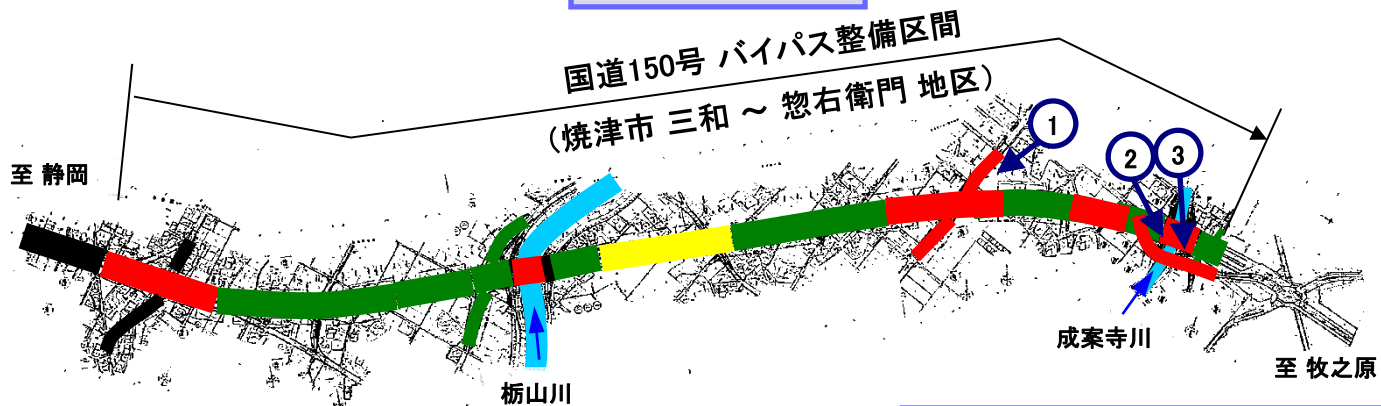 国道150号 バイパス整備区間
(焼津市 三和 ～ 惣右衛門 地区)
至 静岡
1
2
3
栃山川
成案寺川
至 牧之原